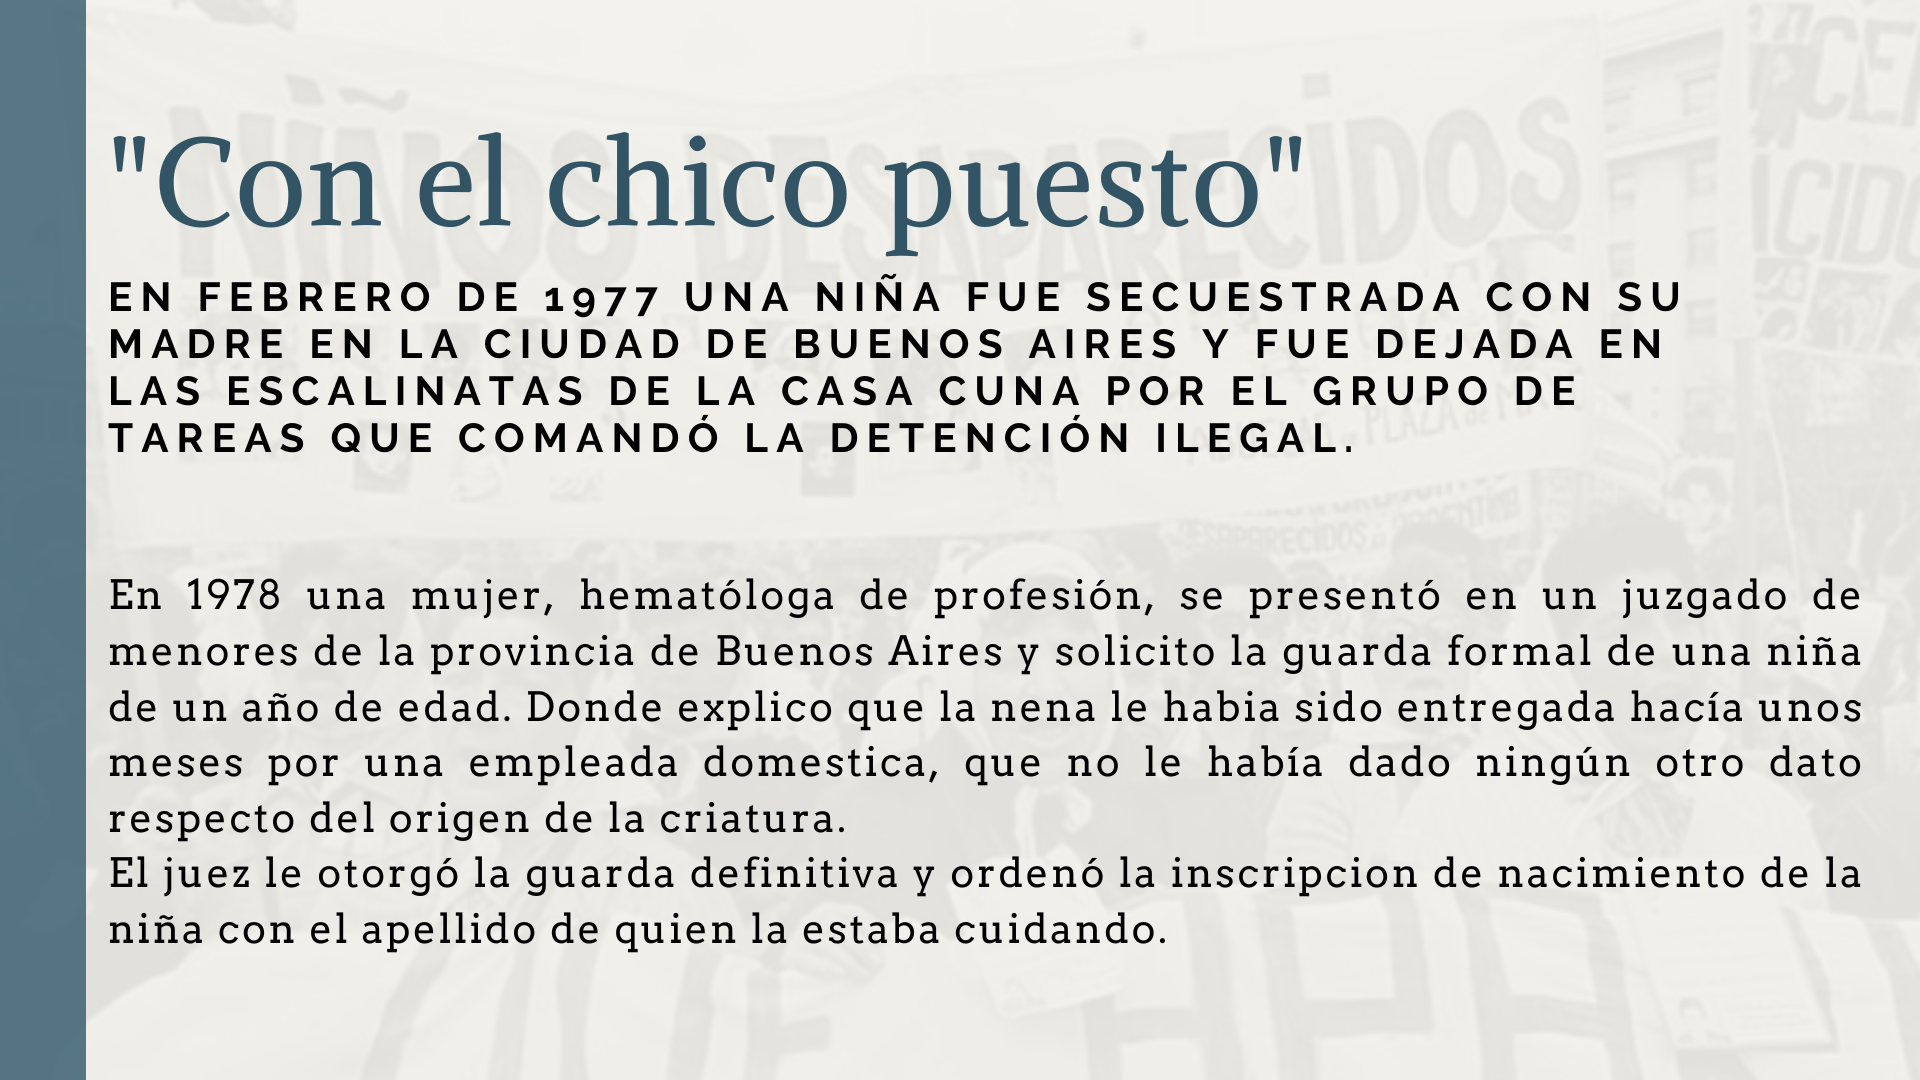 "Con el chico puesto"
EN FEBRERO DE 1977 UNA NIÑA FUE SECUESTRADA CON SU
MADRE EN LA CIUDAD DE BUENOS AIRES Y FUE DEJADA EN
LAS ESCALINATAS DE LA CASA CUNA POR EL GRUPO DE
TAREAS QUE COMANDÓ LA DETENCIÓN ILEGAL.
En 1978 una mujer, hematóloga de profesión, se presentó en un juzgado de
menores de la provincia de Buenos Aires y solicito la guarda formal de una niña
de un año de edad. Donde explico que la nena le habia sido entregada hacía unos
meses por una empleada domestica, que no le había dado ningún otro dato
respecto del origen de la criatura.
El juez le otorgó la guarda definitiva y ordenó la inscripcion de nacimiento de la
niña con el apellido de quien la estaba cuidando.
NIÑOS DESAPARECIDOS
PLAZA de
DESAPARECIDOS